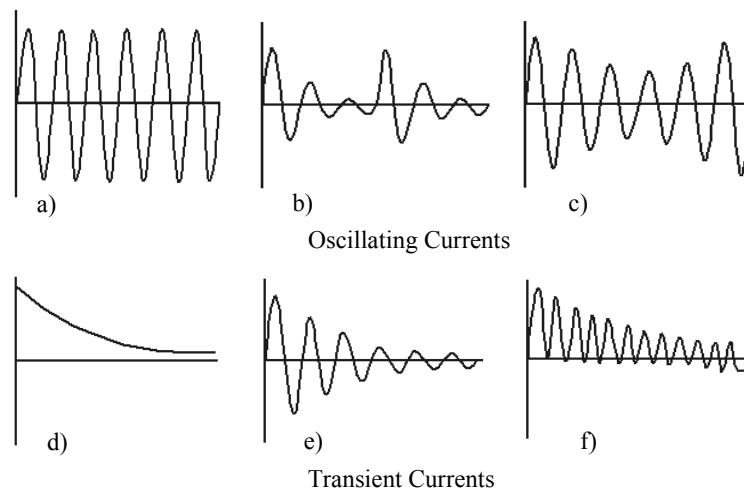 a)
b)
c)
Oscillating Currents
d)
e)
f)
Transient Currents